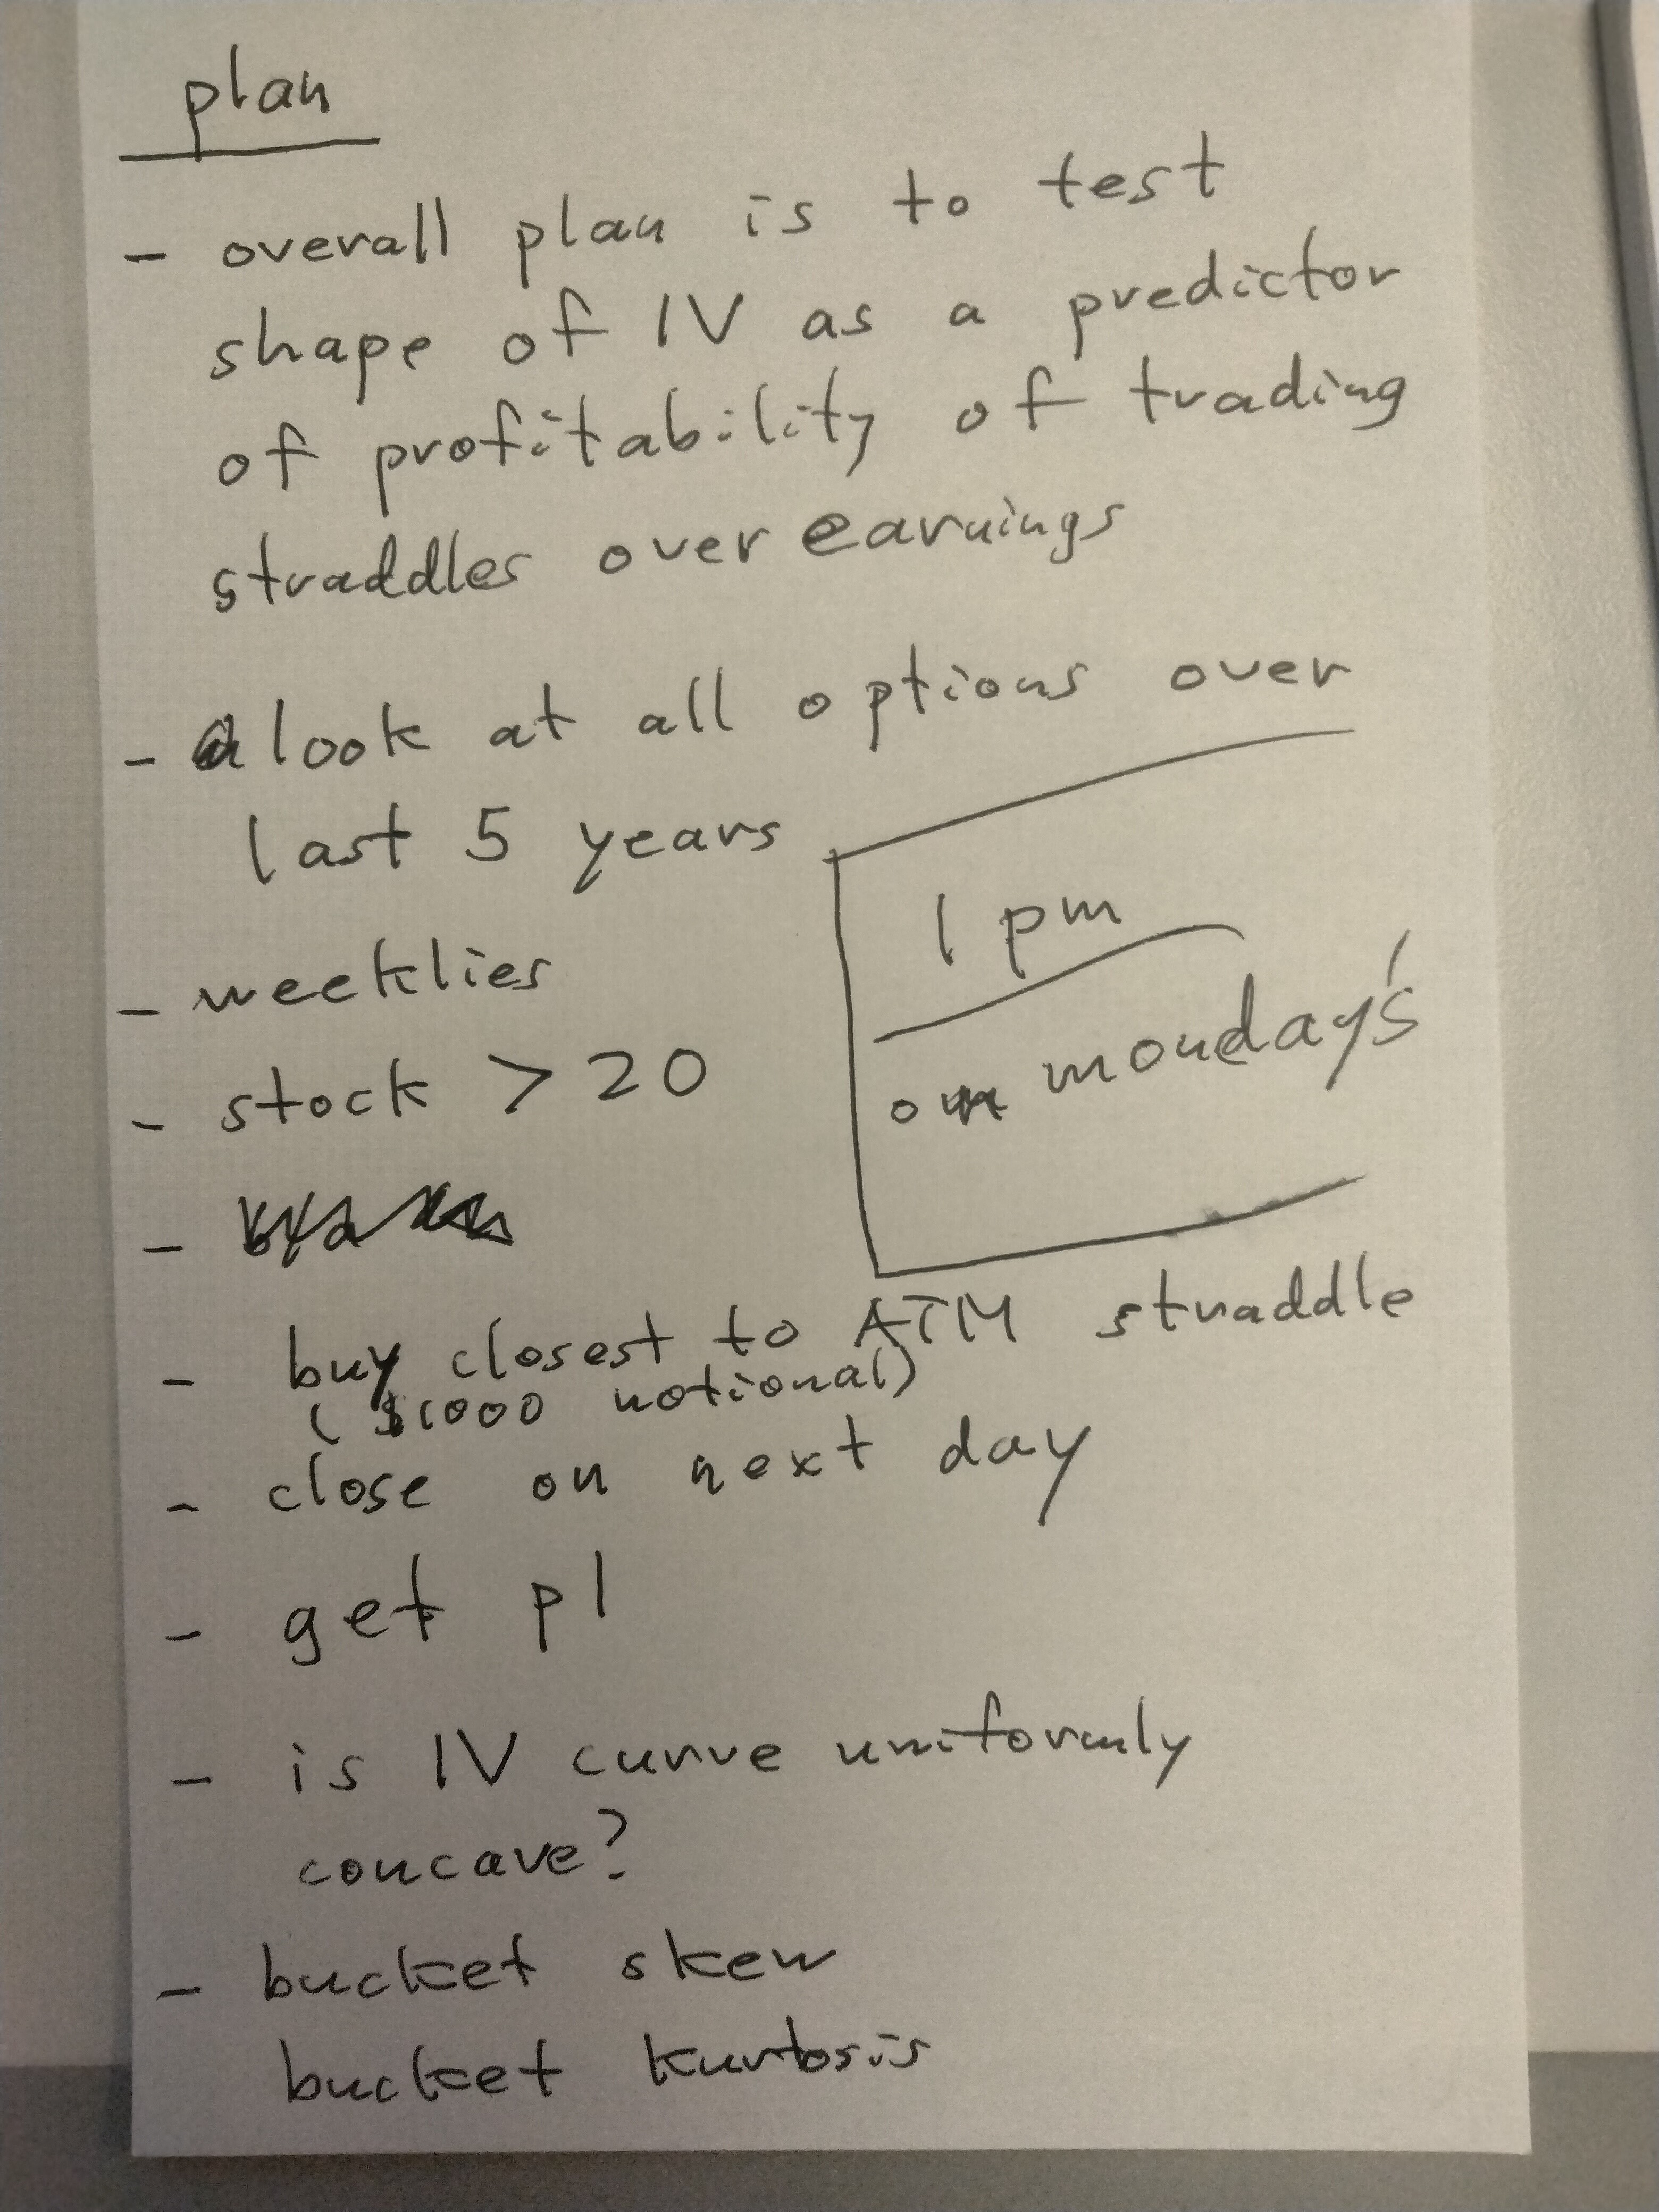 plan
- overall plan is to test
shape of IV as a predictor
of profitability of trading
straddles over earnings
- look at all options over
last 5 years
- weeklies
- stock > 20
1 pm
on monday's
-
- buy closest to ATM straddle
($1000 notional)
- close on next day
- get pl
- is IV curve uniformly
concave?
- bucket skew
bucket kurtosis